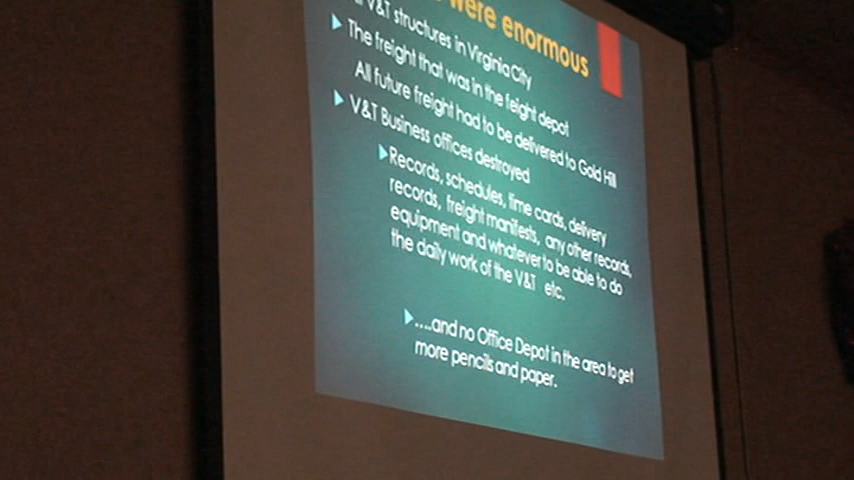 were enormous
V&T structures in Virginia City
The freight that was in the feight depot
All future freight had to be delivered to Gold Hill
V&T Business offices destroyed
Records, schedules, time cards, delivery
records, freight manifests, any other records,
equipment and whatever to be able to do
the daily work of the V&T etc.
....and no Office Depot in the area to get
more pencils and paper.